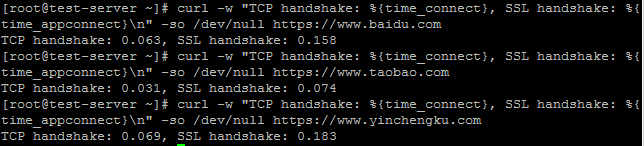 [root@test-server ~]# curl -w "TCP handshake: %{time_connect}, SSL handshake: %{
time_appconnect}\n" -so /dev/null https://www.baidu.com
TCP handshake: 0.063, SSL handshake: 0.158
[root@test-server ~]# curl -w "TCP handshake: %{time_connect}, SSL handshake: %{
time_appconnect}\n" -so /dev/null https://www.taobao.com
TCP handshake: 0.031, SSL handshake: 0.074
[root@test-server ~]# curl -w "TCP handshake: %{time_connect}, SSL handshake: %{
time_appconnect}\n" -so /dev/null https://www.yinchengku.com
TCP handshake: 0.069, SSL handshake: 0.183